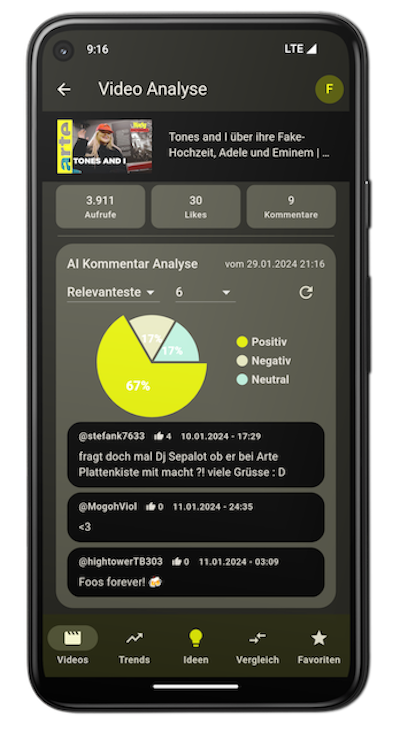 9:16 LTE
Video Analyse F
arte
TONES AND I
Tones and I über ihre Fake-
Hochzeit, Adele und Eminem | …
3.911 30 9
Aufrufe Likes Kommentare
AI Kommentar Analyse vom 29.01.2024 21:16
Relevanteste 6
17%
17%
67%
Positiv
Negativ
Neutral
@stefank7633 4 10.01.2024 - 17:29
fragt doch mal Dj Sepalot ob er bei Arte
Plattenkiste mit macht ?! viele Grüsse : D
@MogohViol 0 11.01.2024 - 24:35
<3
@hightowerTB303 0 11.01.2024 - 03:09
Foos forever! 🍻
Videos Trends Ideen Vergleich Favoriten